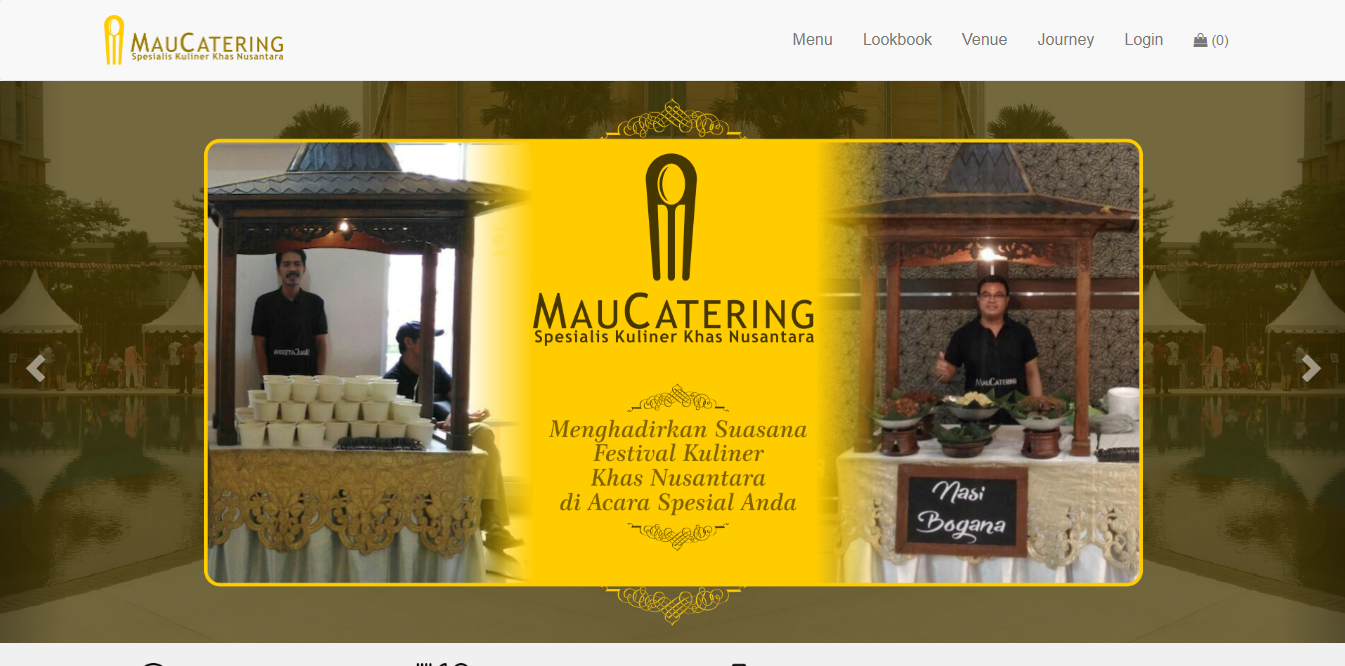 MAUCATERING
Spesialis Kuliner Khas Nusantara
Menu
Lookbook
Venue
Journey
Login
(0)
MAUCATERING
Spesialis Kuliner Khas Nusantara
Menghadirkan Suasana
Festival Kuliner
Khas Nusantara
di Acara Spesial Anda
MAUCATERING
Nasi
Bogana